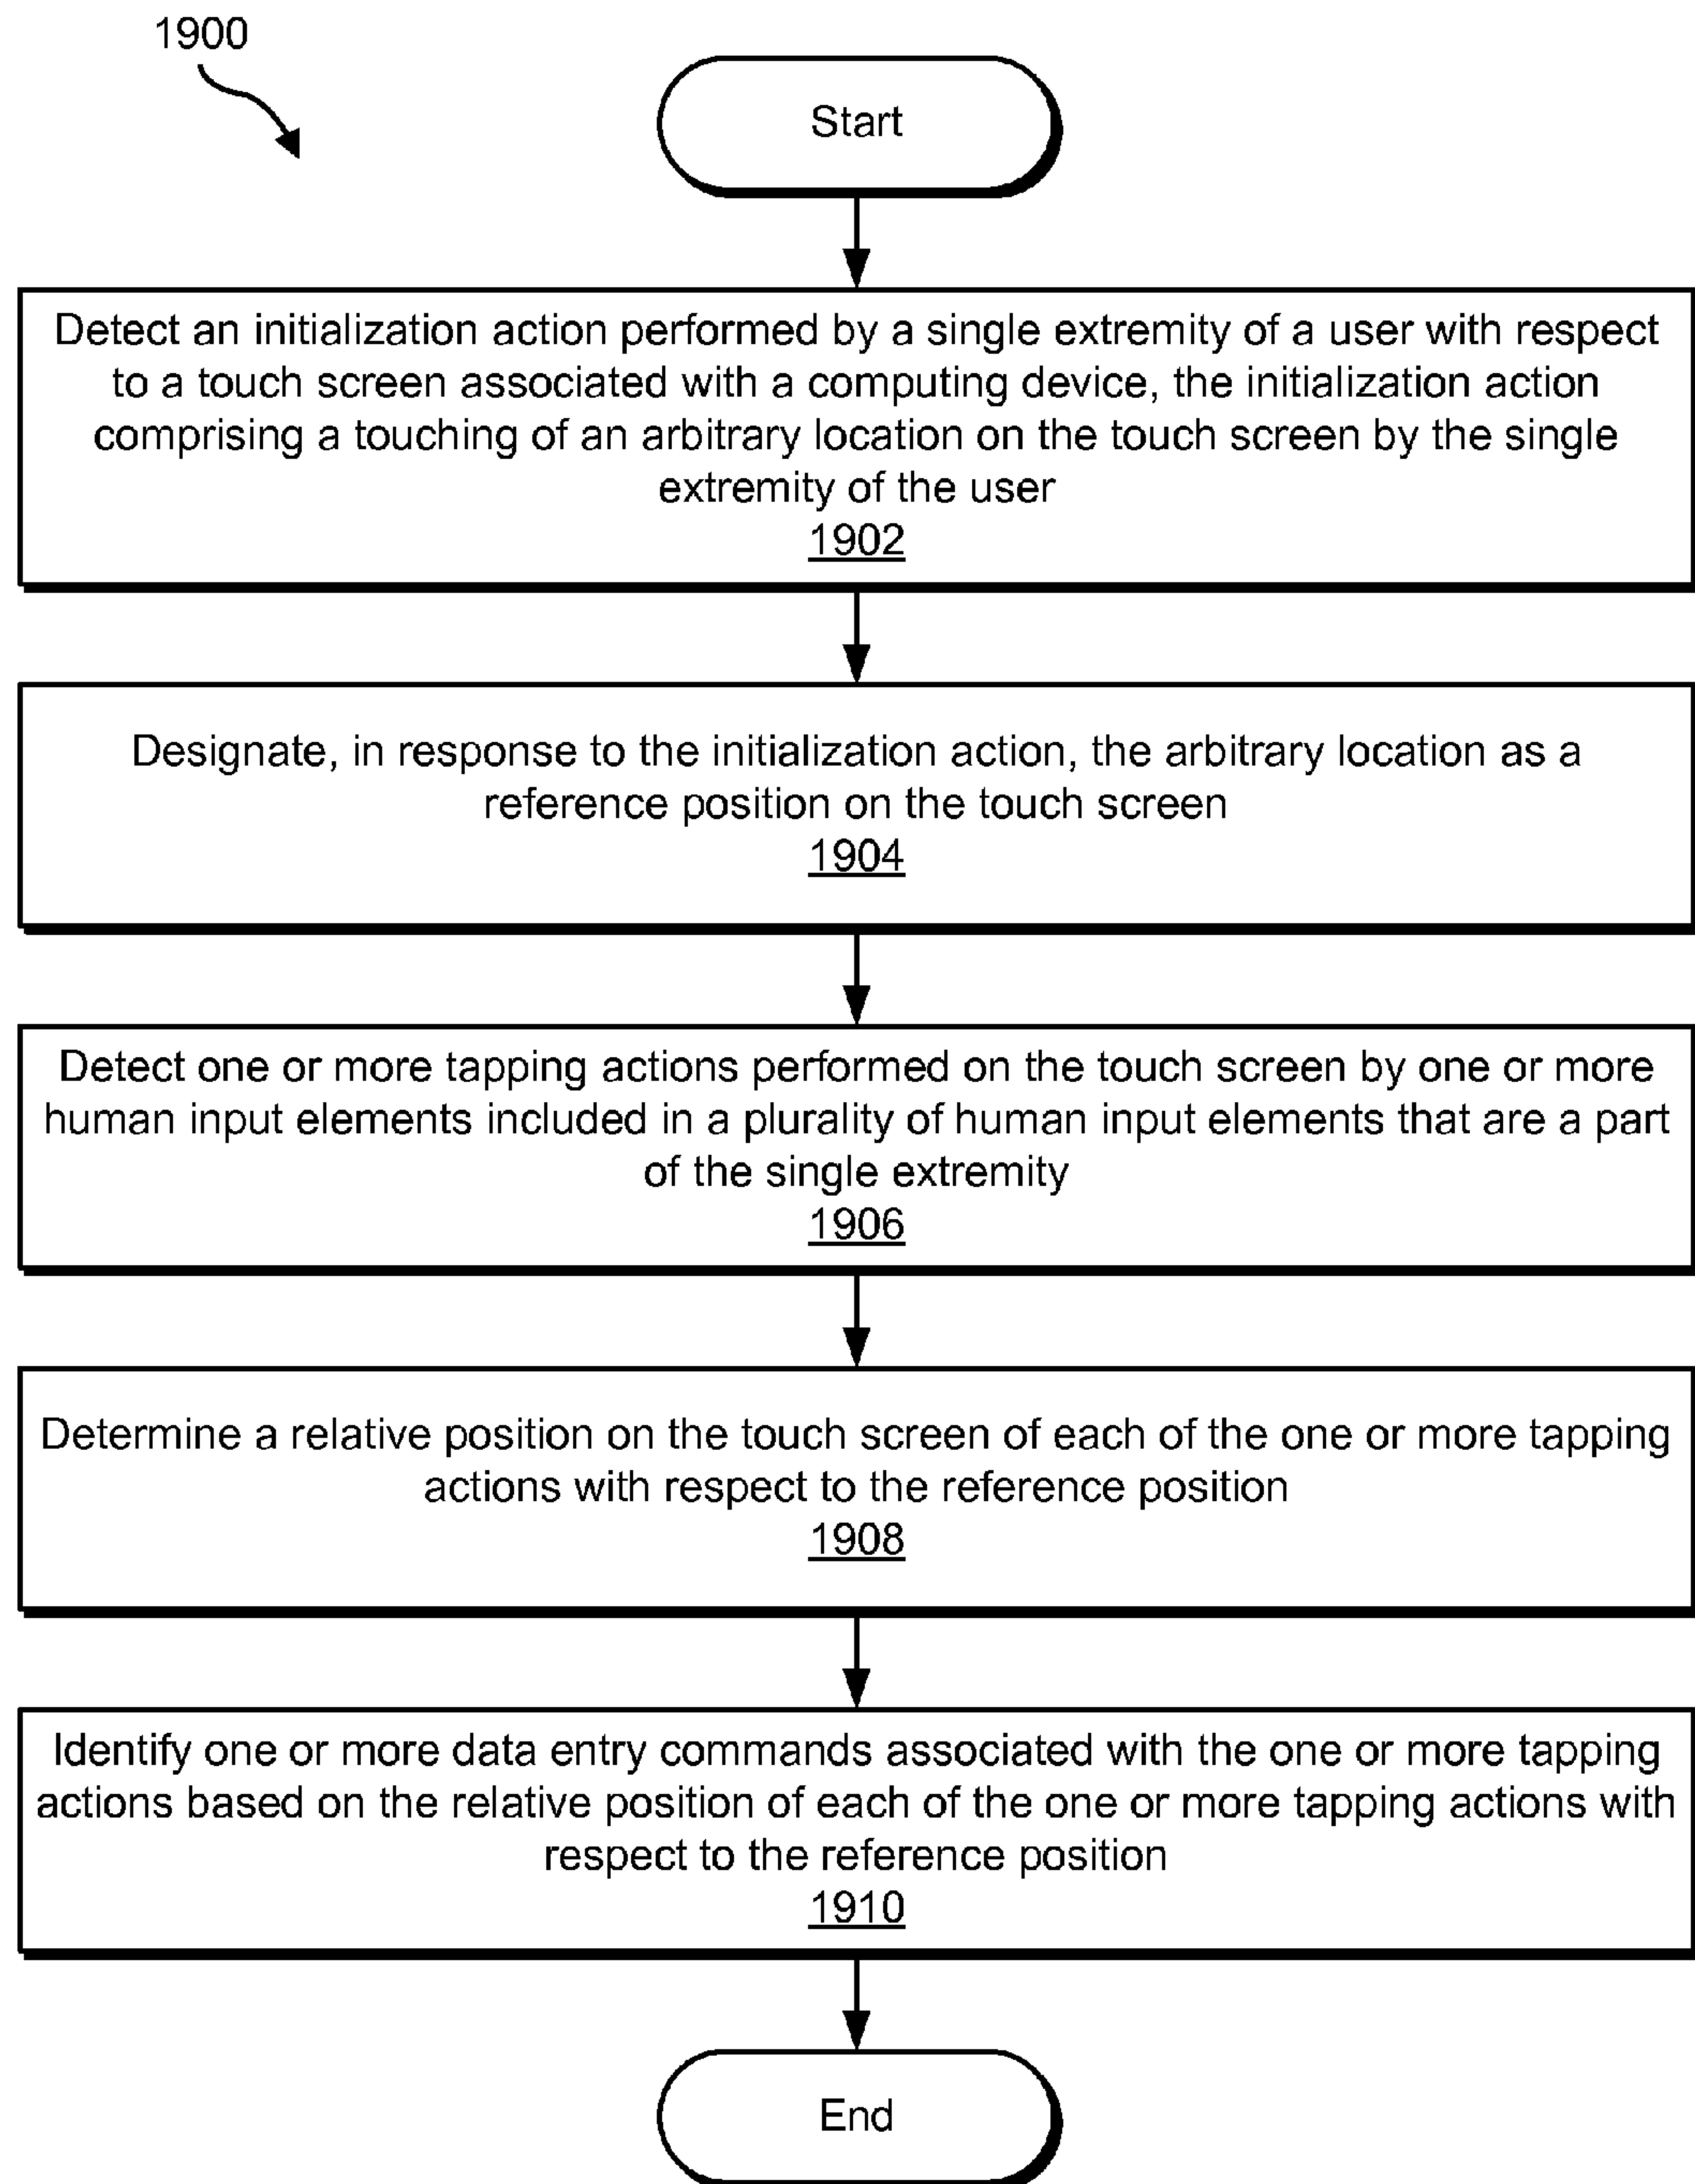 1900
Start
Detect an initialization action performed by a single extremity of a user with respect
to a touch screen associated with a computing device, the initialization action
comprising a touching of an arbitrary location on the touch screen by the single
extremity of the user
1902
Designate, in response to the initialization action, the arbitrary location as a
reference position on the touch screen
1904
Detect one or more tapping actions performed on the touch screen by one or more
human input elements included in a plurality of human input elements that are a part
of the single extremity
1906
Determine a relative position on the touch screen of each of the one or more tapping
actions with respect to the reference position
1908
Identify one or more data entry commands associated with the one or more tapping
actions based on the relative position of each of the one or more tapping actions with
respect to the reference position
1910
End